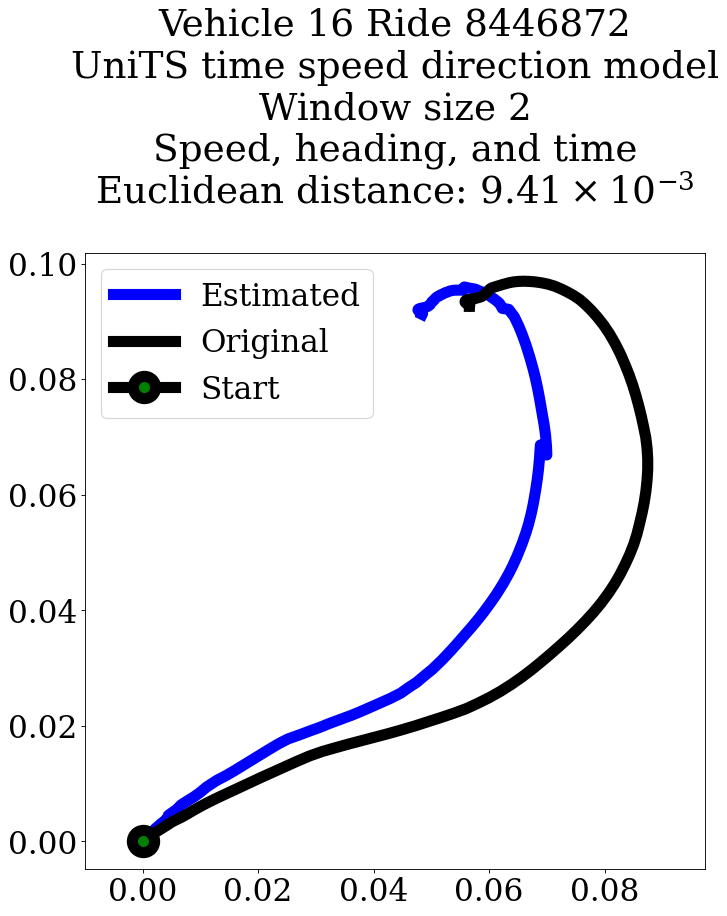 Vehicle 16 Ride 8446872
UniTS time speed direction model
Window size 2
Speed, heading, and time
Euclidean distance: 9.41 × 10⁻³
0.10
0.08
0.06
0.04
0.02
0.00
Estimated
Original
Start
0.00 0.02 0.04 0.06 0.08